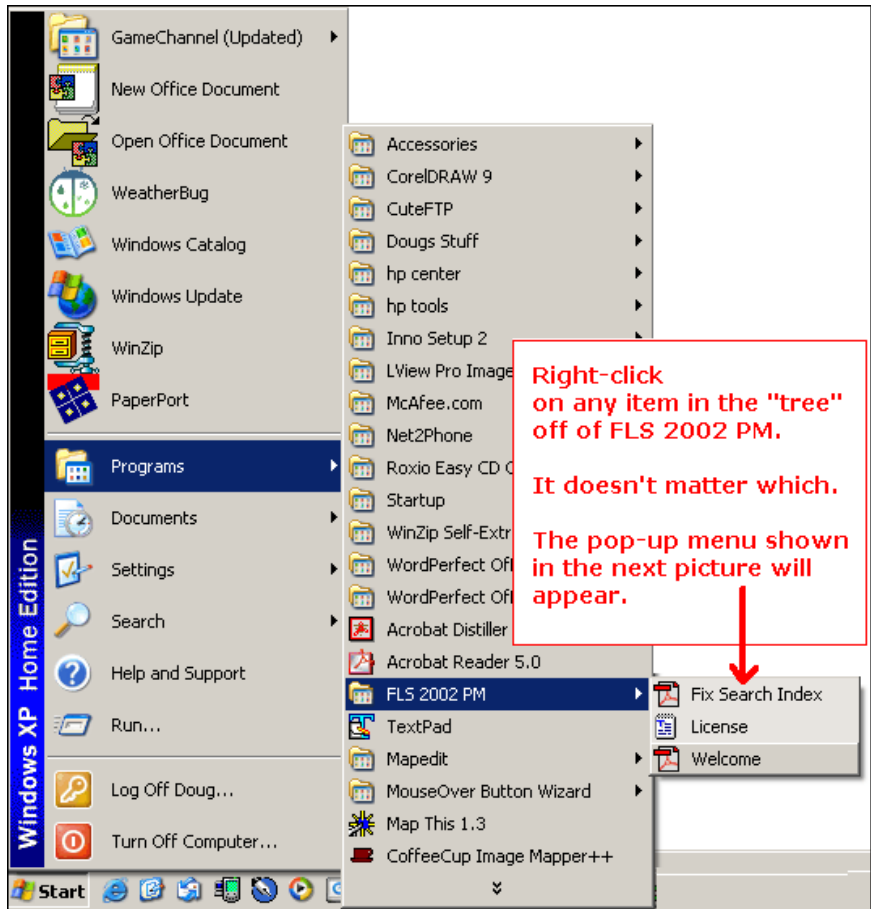 GameChannel (Updated)
New Office Document
Open Office Document
WeatherBug
Windows Catalog
Windows Update
WinZip
PaperPort
Programs
Documents
Settings
Search
Help and Support
Run...
Log Off Doug...
Turn Off Computer...
Windows XP Home Edition
Start
Accessories
CorelDRAW 9
CuteFTP
Dougs Stuff
hp center
hp tools
Inno Setup 2
LView Pro Image
McAfee.com
Net2Phone
Roxio Easy CD
Startup
WinZip Self-Extr
WordPerfect Off
WordPerfect Off
Acrobat Distiller
Acrobat Reader 5.0
FLS 2002 PM
TextPad
Mapedit
MouseOver Button Wizard
Map This 1.3
CoffeeCup Image Mapper++
Right-click
on any item in the "tree"
off of FLS 2002 PM.
It doesn't matter which.
The pop-up menu shown
in the next picture will
appear.
Fix Search Index
License
Welcome